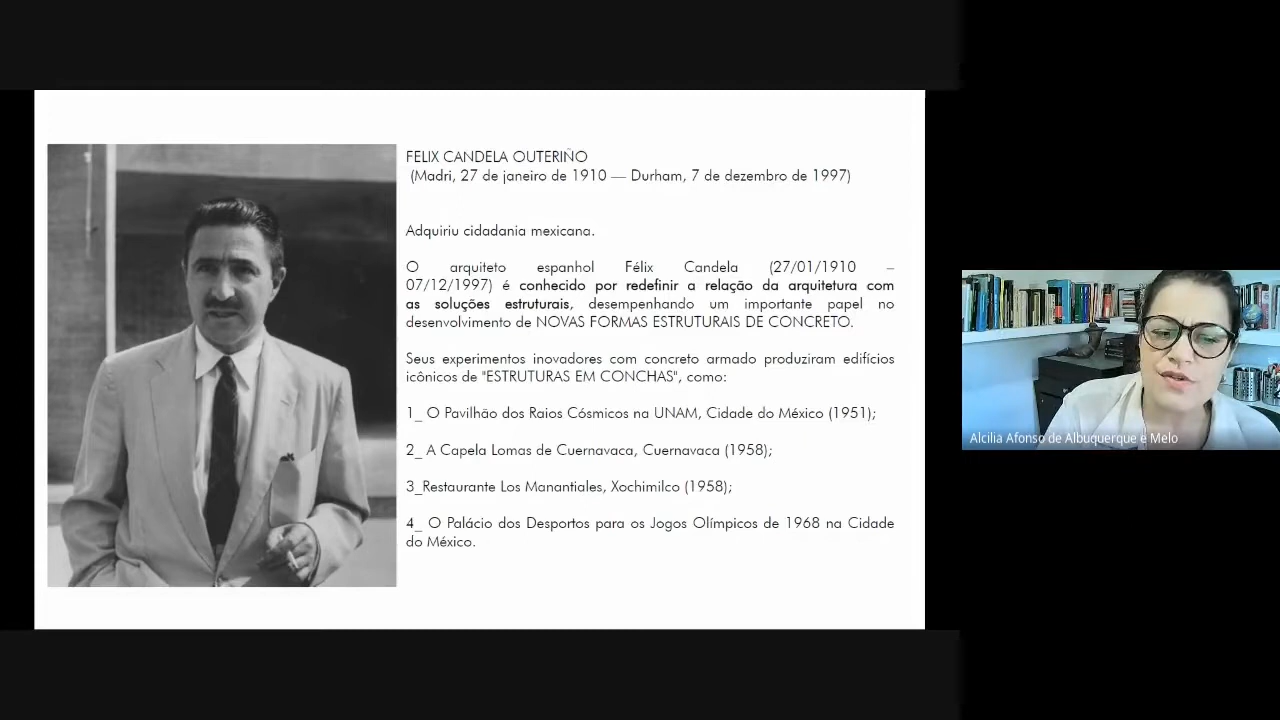 FELIX CANDELA OUTERIÑO
(Madri, 27 de janeiro de 1910 — Durham, 7 de dezembro de 1997)
Adquiriu cidadania mexicana.
O arquiteto espanhol Félix Candela (27/01/1910 –
07/12/1997) é conhecido por redefinir a relação da arquitetura com
as soluções estruturais, desempenhando um importante papel no
desenvolvimento de NOVAS FORMAS ESTRUTURAIS DE CONCRETO.
Seus experimentos inovadores com concreto armado produziram edifícios
icônicos de "ESTRUTURAS EM CONCHAS", como:
1_ O Pavilhão dos Raios Cósmicos na UNAM, Cidade do México (1951);
2_ A Capela Lomas de Cuernavaca, Cuernavaca (1958);
3_Restaurante Los Manantiales, Xochimilco (1958);
4_ O Palácio dos Desportos para os Jogos Olímpicos de 1968 na Cidade
do México.
Alcilia Afonso de Albuquerque e Melo